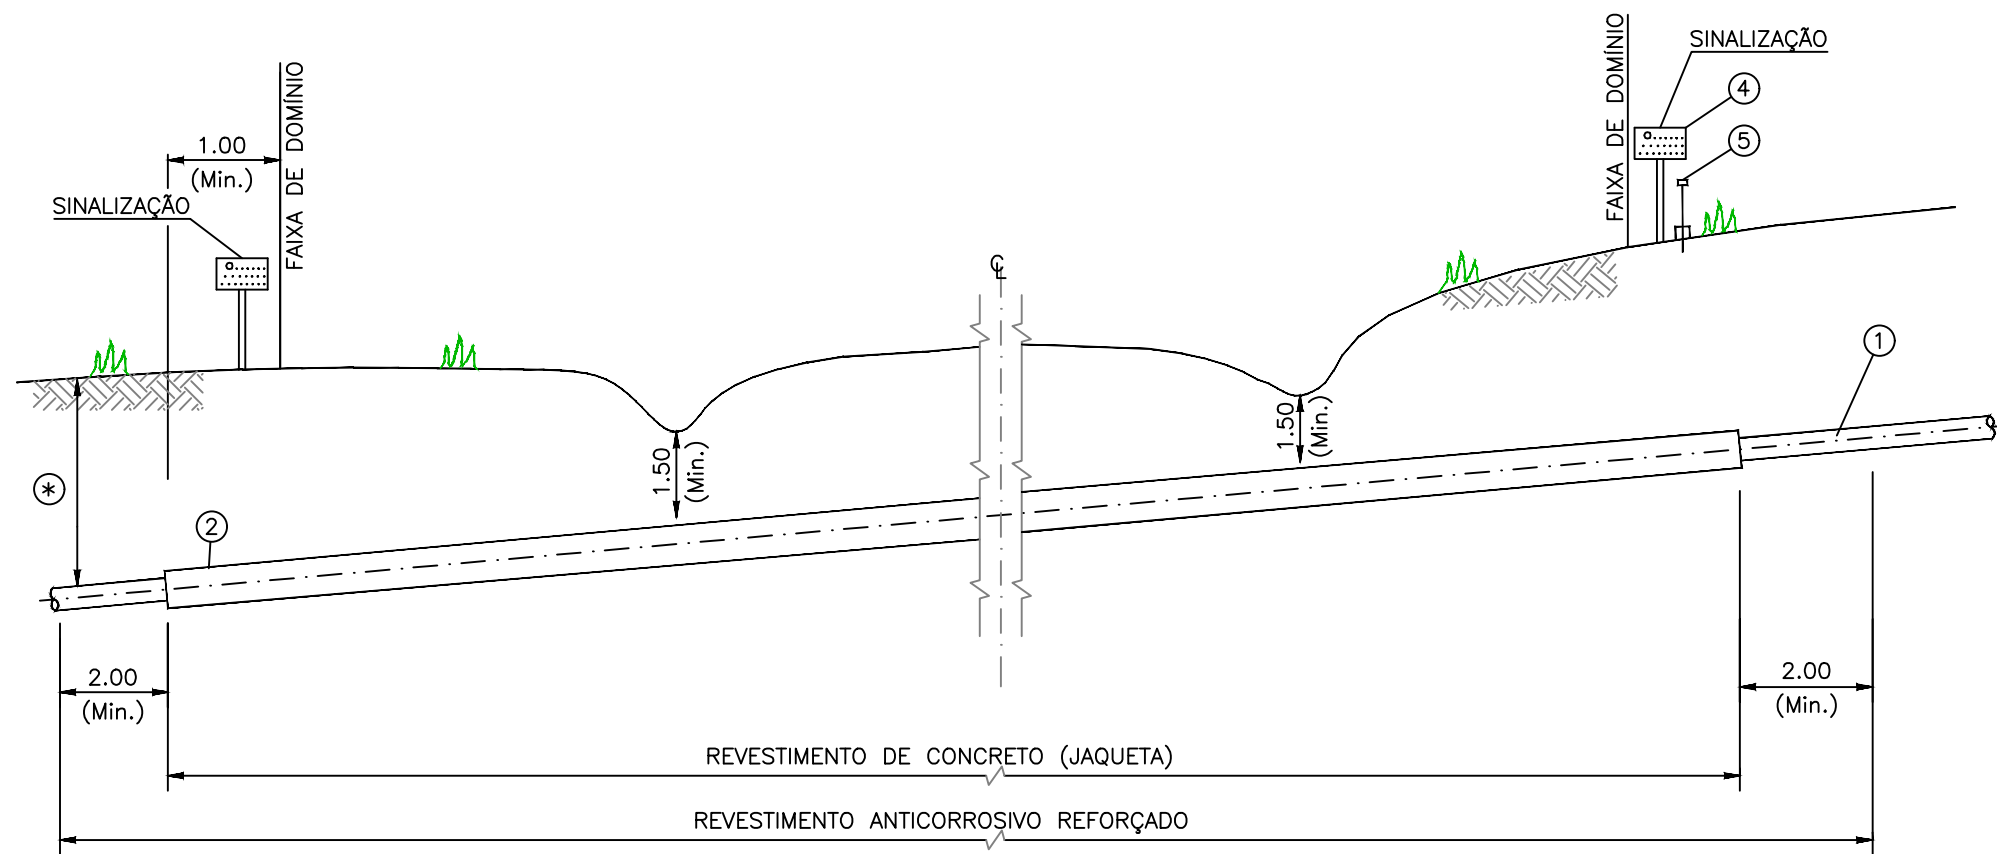 FAIXA DE DOMÍNIO
SINALIZAÇÃO
4
5
1.00
(Min.)
FAIXA DE DOMÍNIO
SINALIZAÇÃO
℄
1
1.50
(Min.)
1.50
(Min.)
*
2
2.00
(Min.)
2.00
(Min.)
REVESTIMENTO DE CONCRETO (JAQUETA)
REVESTIMENTO ANTICORROSIVO REFORÇADO